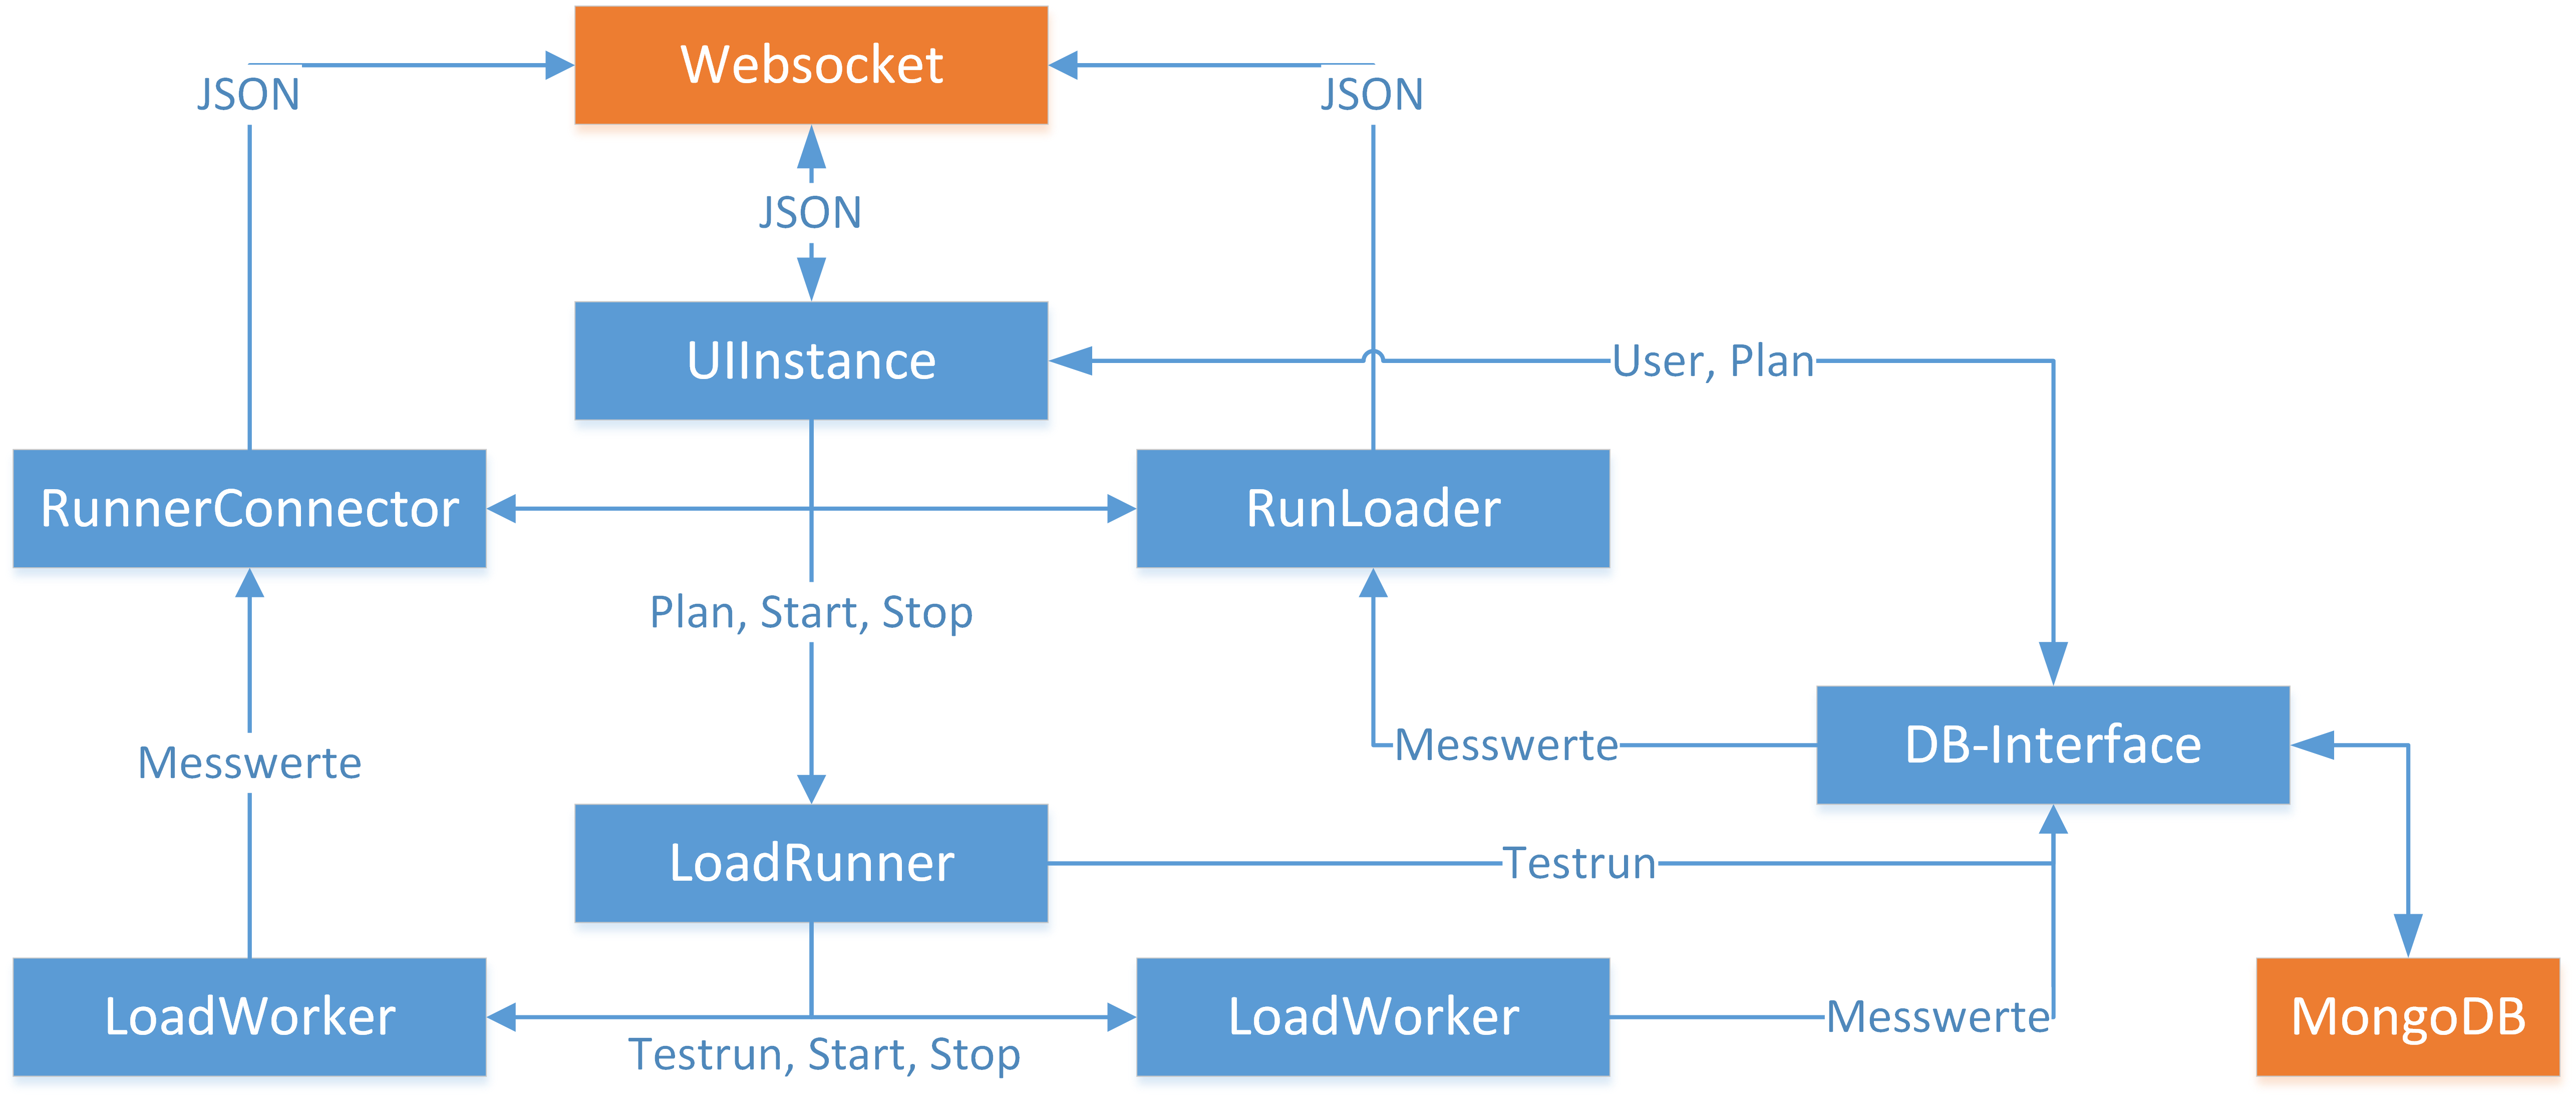 Websocket
JSON
JSON
JSON
UIInstance
User, Plan
RunnerConnector
RunLoader
Plan, Start, Stop
Messwerte
Messwerte
DB-Interface
LoadRunner
Testrun
LoadWorker
LoadWorker
Messwerte
MongoDB
Testrun, Start, Stop